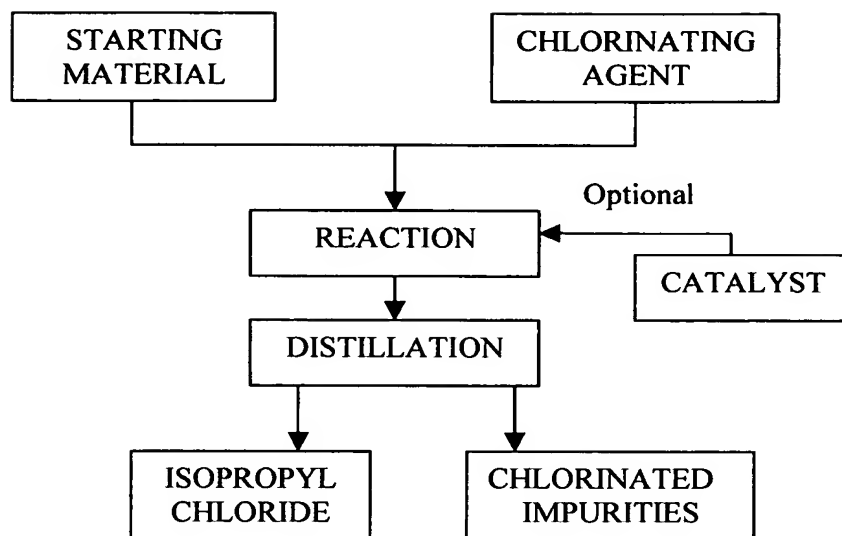 STARTING
MATERIAL
CHLORINATING
AGENT
Optional
REACTION
CATALYST
DISTILLATION
ISOPROPYL
CHLORIDE
CHLORINATED
IMPURITIES